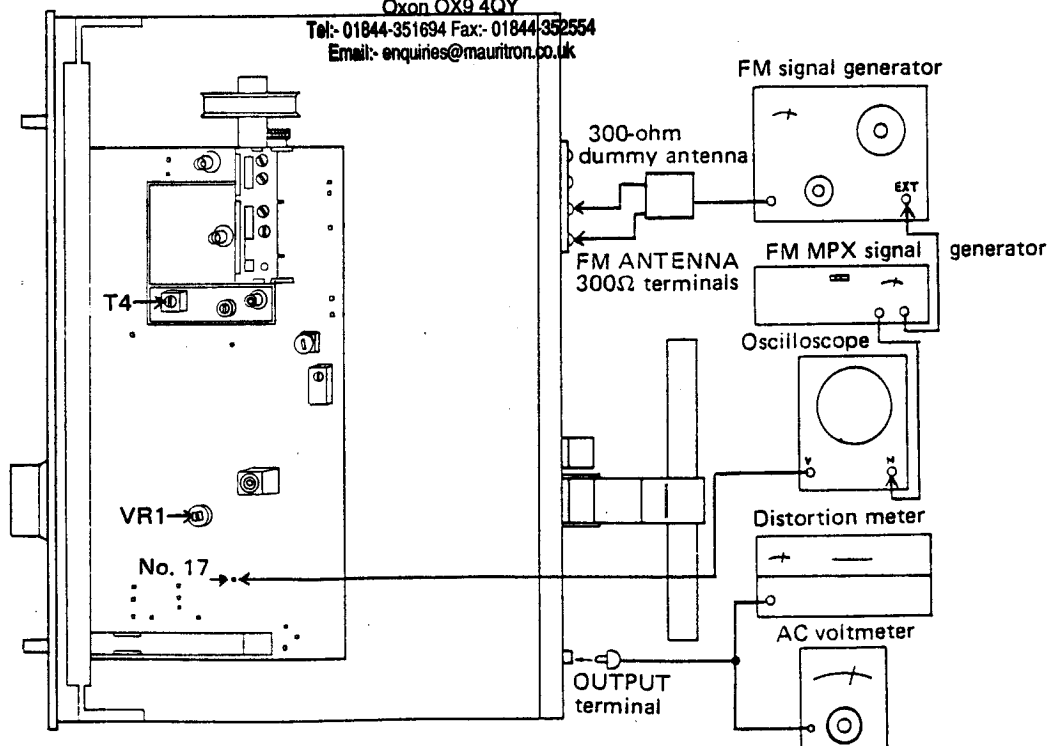 Oxon OX9 4QY
Tel:- 01844-351694 Fax:- 01844-352554
Email:- enquiries@mauritron.co.uk
FM signal generator
300-ohm
dummy antenna
EXT
FM ANTENNA
300Ω terminals
FM MPX signal generator
T4
Oscilloscope
V
VR1
Distortion meter
No. 17
AC voltmeter
OUTPUT
terminal